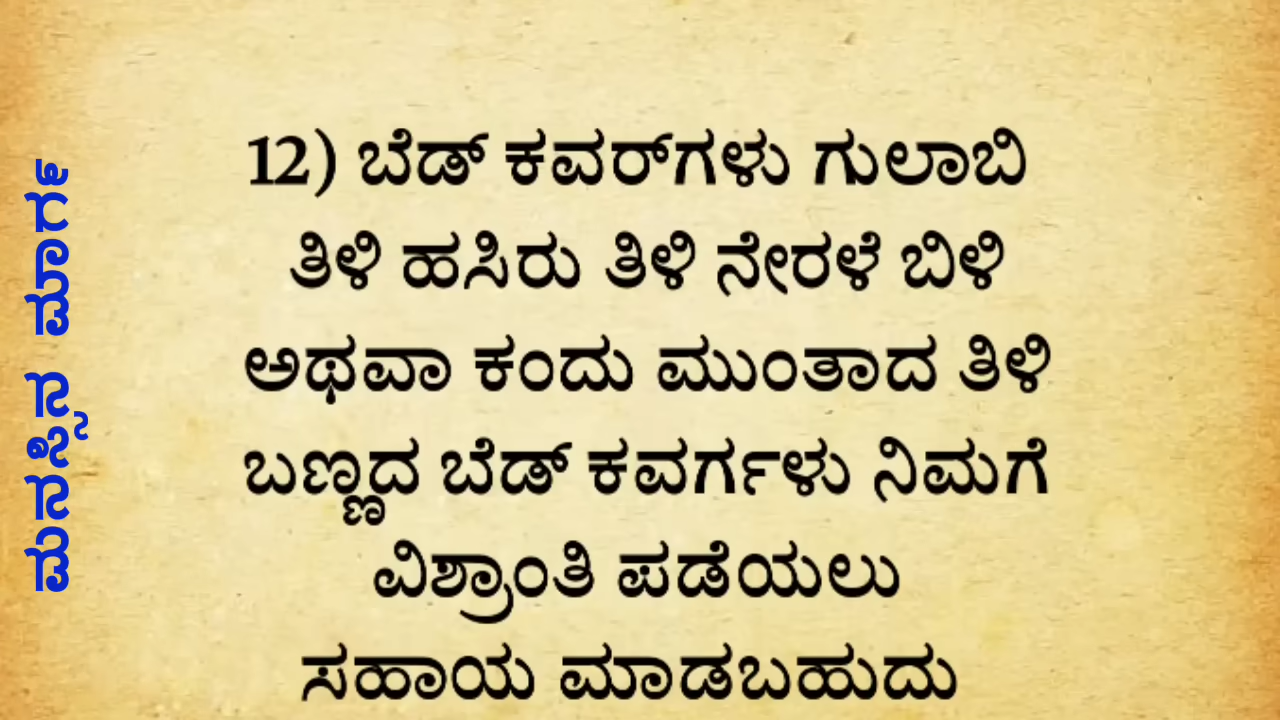 ಮನಸ್ಸಿನ ಮಾರ್ಗ
12) ಬೆಡ್ ಕವರ್‌ಗಳು ಗುಲಾಬಿ
ತಿಳಿ ಹಸಿರು ತಿಳಿ ನೇರಳೆ ಬಿಳಿ
ಅಥವಾ ಕಂದು ಮುಂತಾದ ತಿಳಿ
ಬಣ್ಣದ ಬೆಡ್ ಕವರ್ಗಳು ನಿಮಗೆ
ವಿಶ್ರಾಂತಿ ಪಡೆಯಲು
ಸಹಾಯ ಮಾಡಬಹುದು